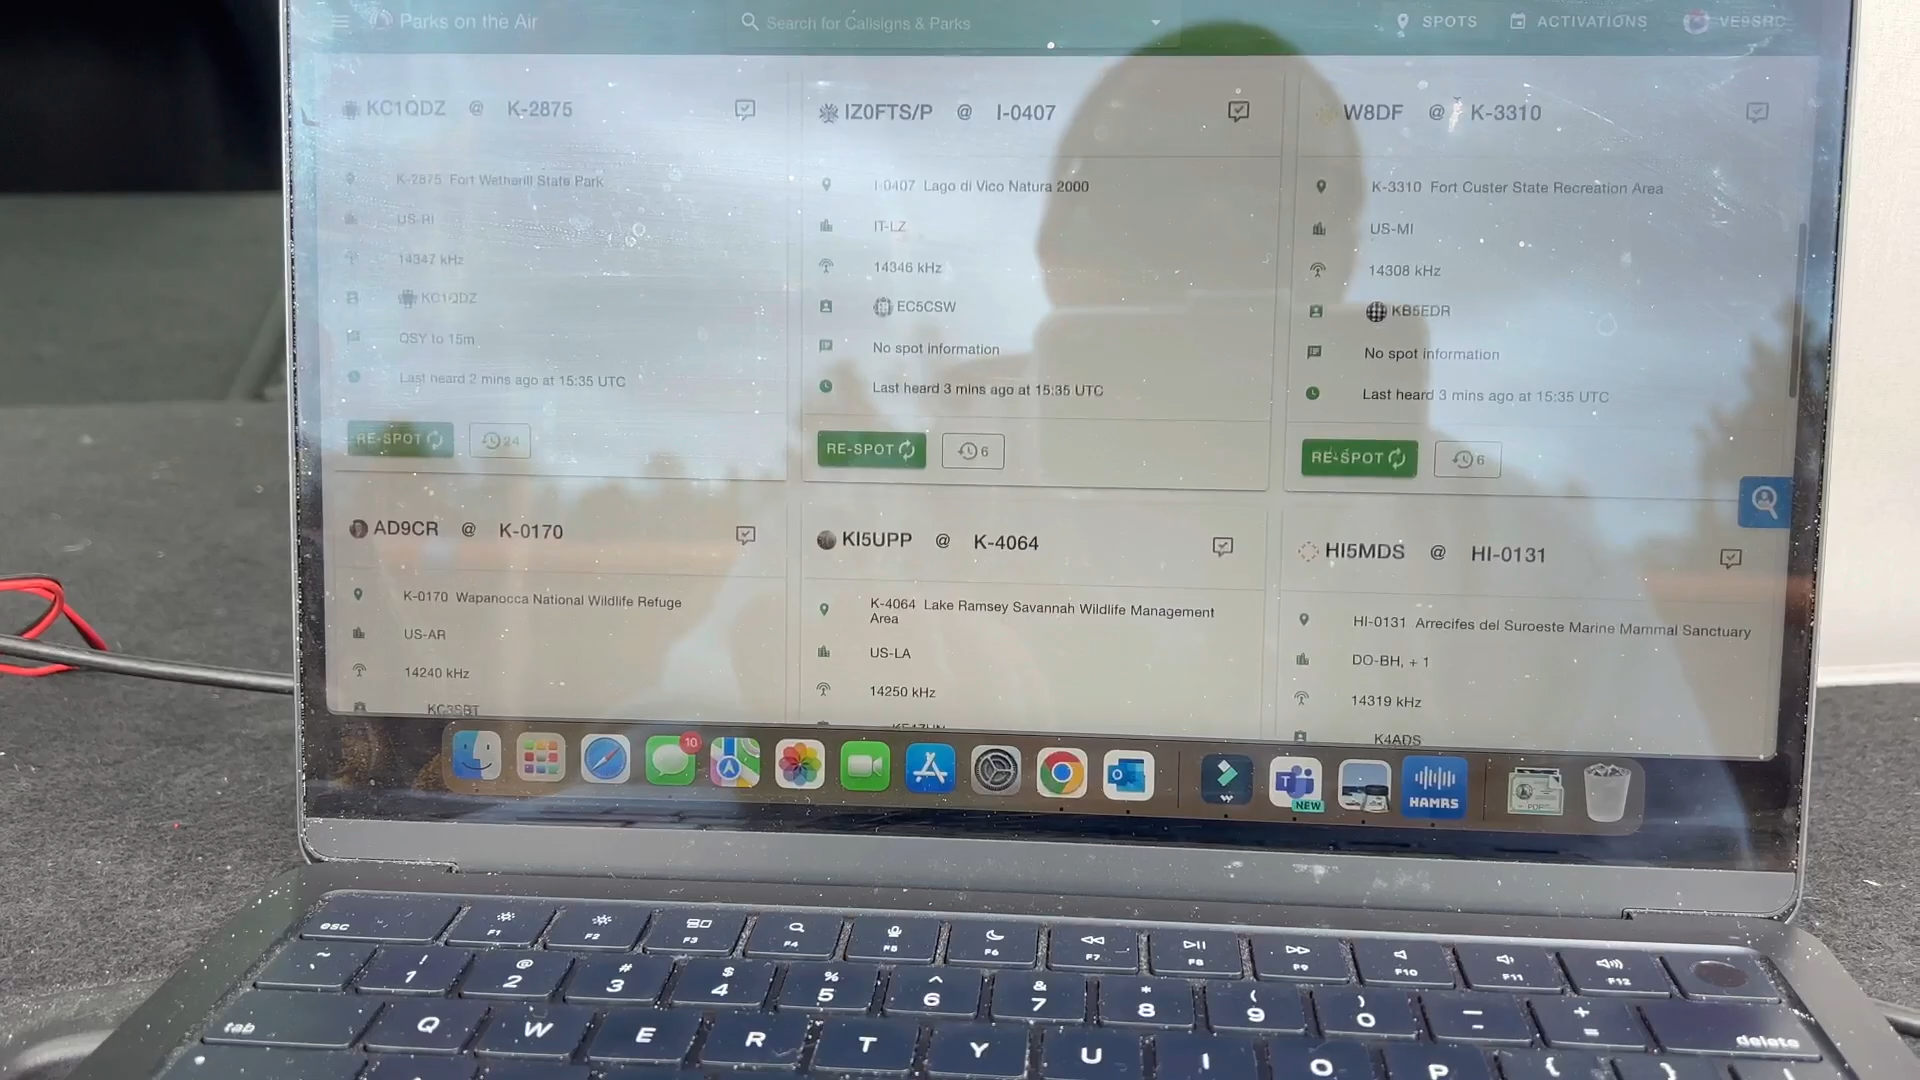 Parks on the Air
Search for Callsigns & Parks
SPOTS
ACTIVATIONS
VE9SRC
KC1QDZ @ K-2875
K-2875 Fort Wetherill State Park
US-RI
14347 kHz
KC1QDZ
QSY to 15m
Last heard 2 mins ago at 15:35 UTC
RE-SPOT
24
IZ0FTS/P @ I-0407
I-0407 Lago di Vico Natura 2000
IT-LZ
14346 kHz
EC5CSW
No spot information
Last heard 3 mins ago at 15:35 UTC
RE-SPOT
6
W8DF @ K-3310
K-3310 Fort Custer State Recreation Area
US-MI
14308 kHz
KB5EDR
No spot information
Last heard 3 mins ago at 15:35 UTC
RE-SPOT
6
AD9CR @ K-0170
K-0170 Wapanocca National Wildlife Refuge
US-AR
14240 kHz
KC3SBT
KI5UPP @ K-4064
K-4064 Lake Ramsey Savannah Wildlife Management
Area
US-LA
14250 kHz
HI5MDS @ HI-0131
HI-0131 Arrecifes del Suroeste Marine Mammal Sanctuary
DO-BH, + 1
14319 kHz
K4ADS
10
NEW
HAMRS
PDF
esc F1 F2 F3 F4 F5 F6 F7 F8 F9 F10 F11 F12
~ ! @ # $ % ^ & * ( ) _ +
1 2 3 4 5 6 7 8 9 0 - = delete
tab Q W E R T Y U I O P { }